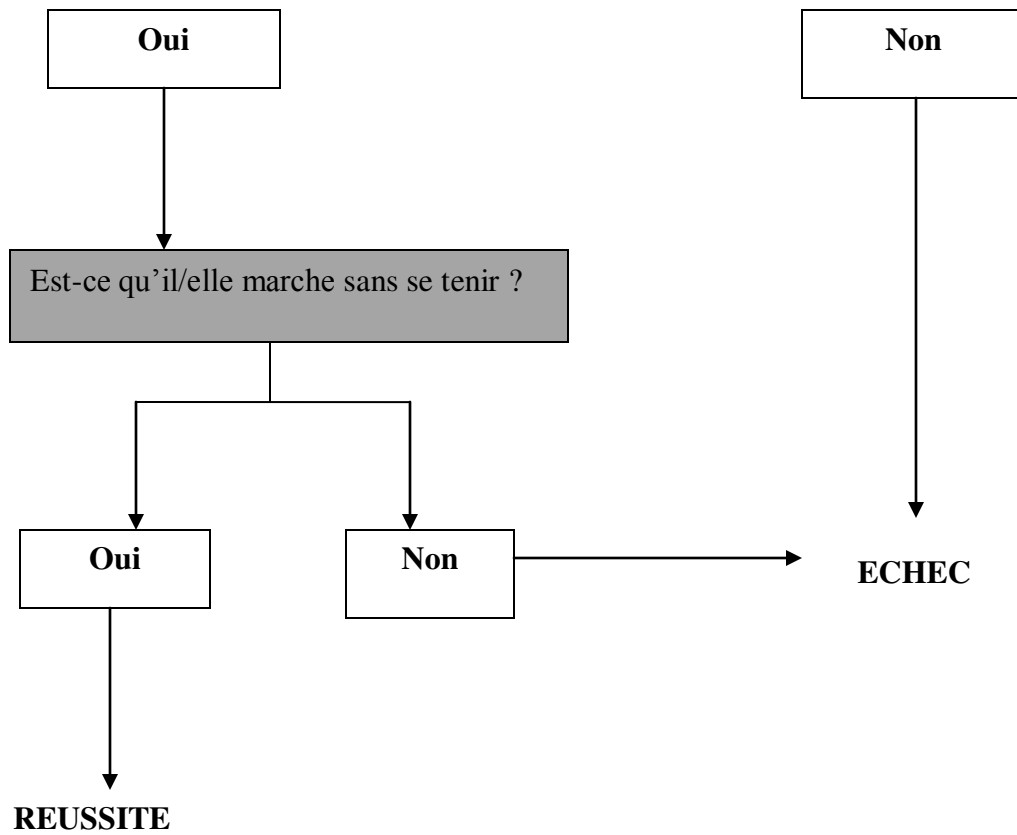 Oui
Non
Est-ce qu’il/elle marche sans se tenir ?
Oui
Non
ECHEC
REUSSITE